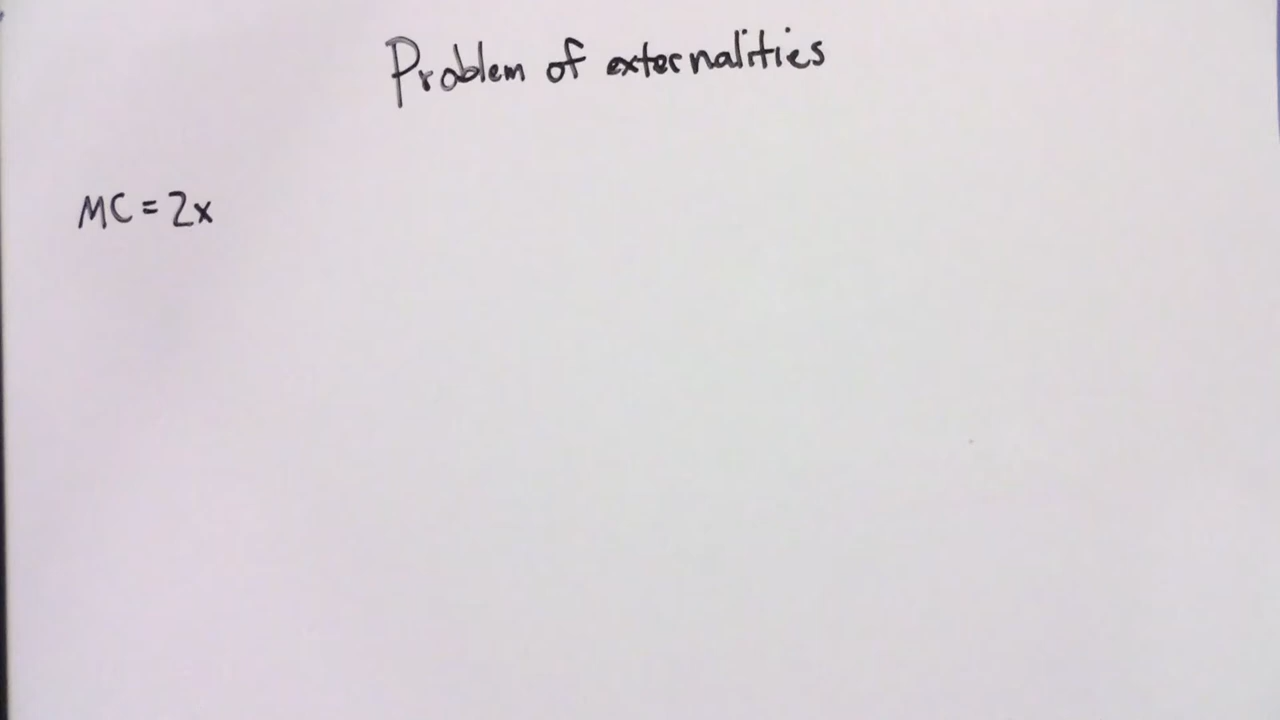 Problem of externalities
MC = 2x